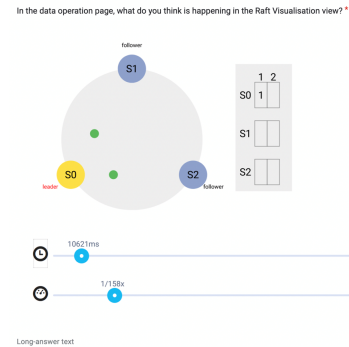 In the data operation page, what do you think is happening in the Raft Visualisation view? *
follower
S1
1 2
S0 1
S1
S0
S2
S2
leader
follower
10621ms
1/158x
Long-answer text